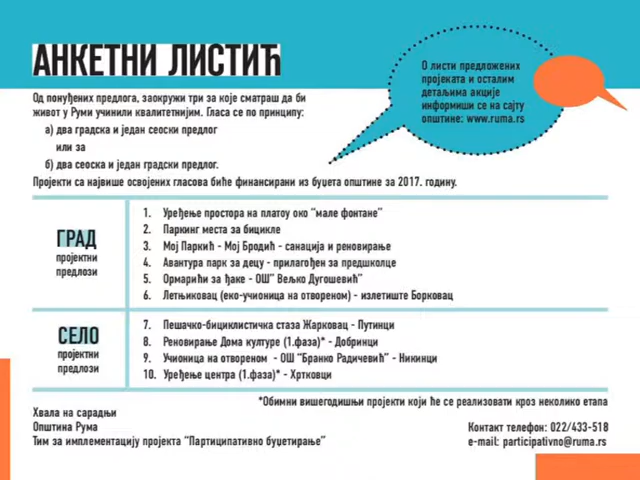 АНКЕТНИ ЛИСТИЋ
О листи предложених
пројеката и осталим
детаљима акције
информиши се на сајту
општине: www.ruma.rs
Од понуђених предлога, заокружи три за које сматраш да би
живот у Руми учинили квалитетнијим. Гласа се по принципу:
а) два градска и један сеоски предлог
или за
б) два сеоска и један градски предлог.
Пројекти са највише освојених гласова биће финансирани из буџета општине за 2017. годину.
ГРАД
пројектни
предлози
1. Уређење простора на платоу око "мале фонтане"
2. Паркинг места за бицикле
3. Мој Паркић - Мој Бродић - санација и реновирање
4. Авантура парк за децу - прилагођен за предшколце
5. Ормарићи за ђаке - ОШ" Вељко Дугошевић"
6. Летњиковац (еко-учионица на отвореном) - излетиште Борковац
СЕЛО
пројектни
предлози
7. Пешачко-бициклистичка стаза Жарковац - Путинци
8. Реновирање Дома културе (1.фаза)* - Добринци
9. Учионица на отвореном - ОШ "Бранко Радичевић" - Никинци
10. Уређење центра (1.фаза)* - Хртковци
*Обимни вишегодишњи пројекти који ће се реализовати кроз неколико етапа
Хвала на сарадњи
Општина Рума
Тим за имплементацију пројекта "Партиципативно буџетирање"
Контакт телефон: 022/433-518
e-mail: participativno@ruma.rs